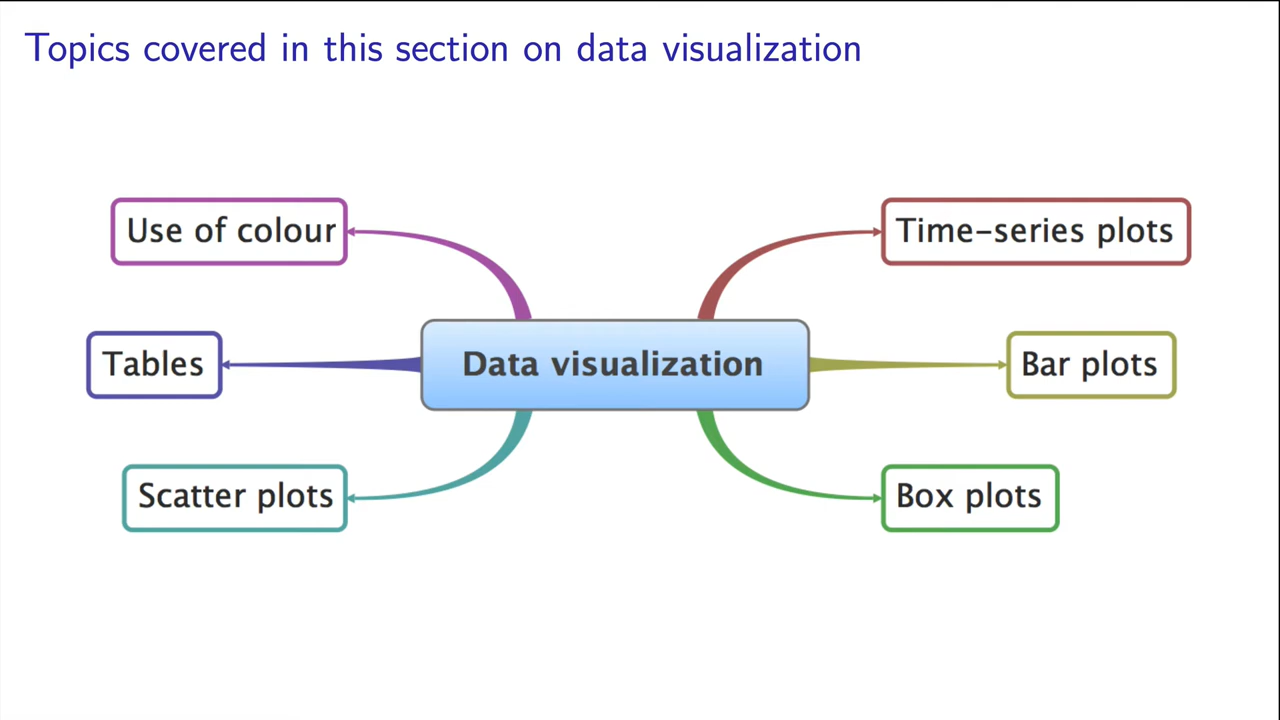 Topics covered in this section on data visualization
Use of colour
Time-series plots
Tables
Data visualization
Bar plots
Scatter plots
Box plots